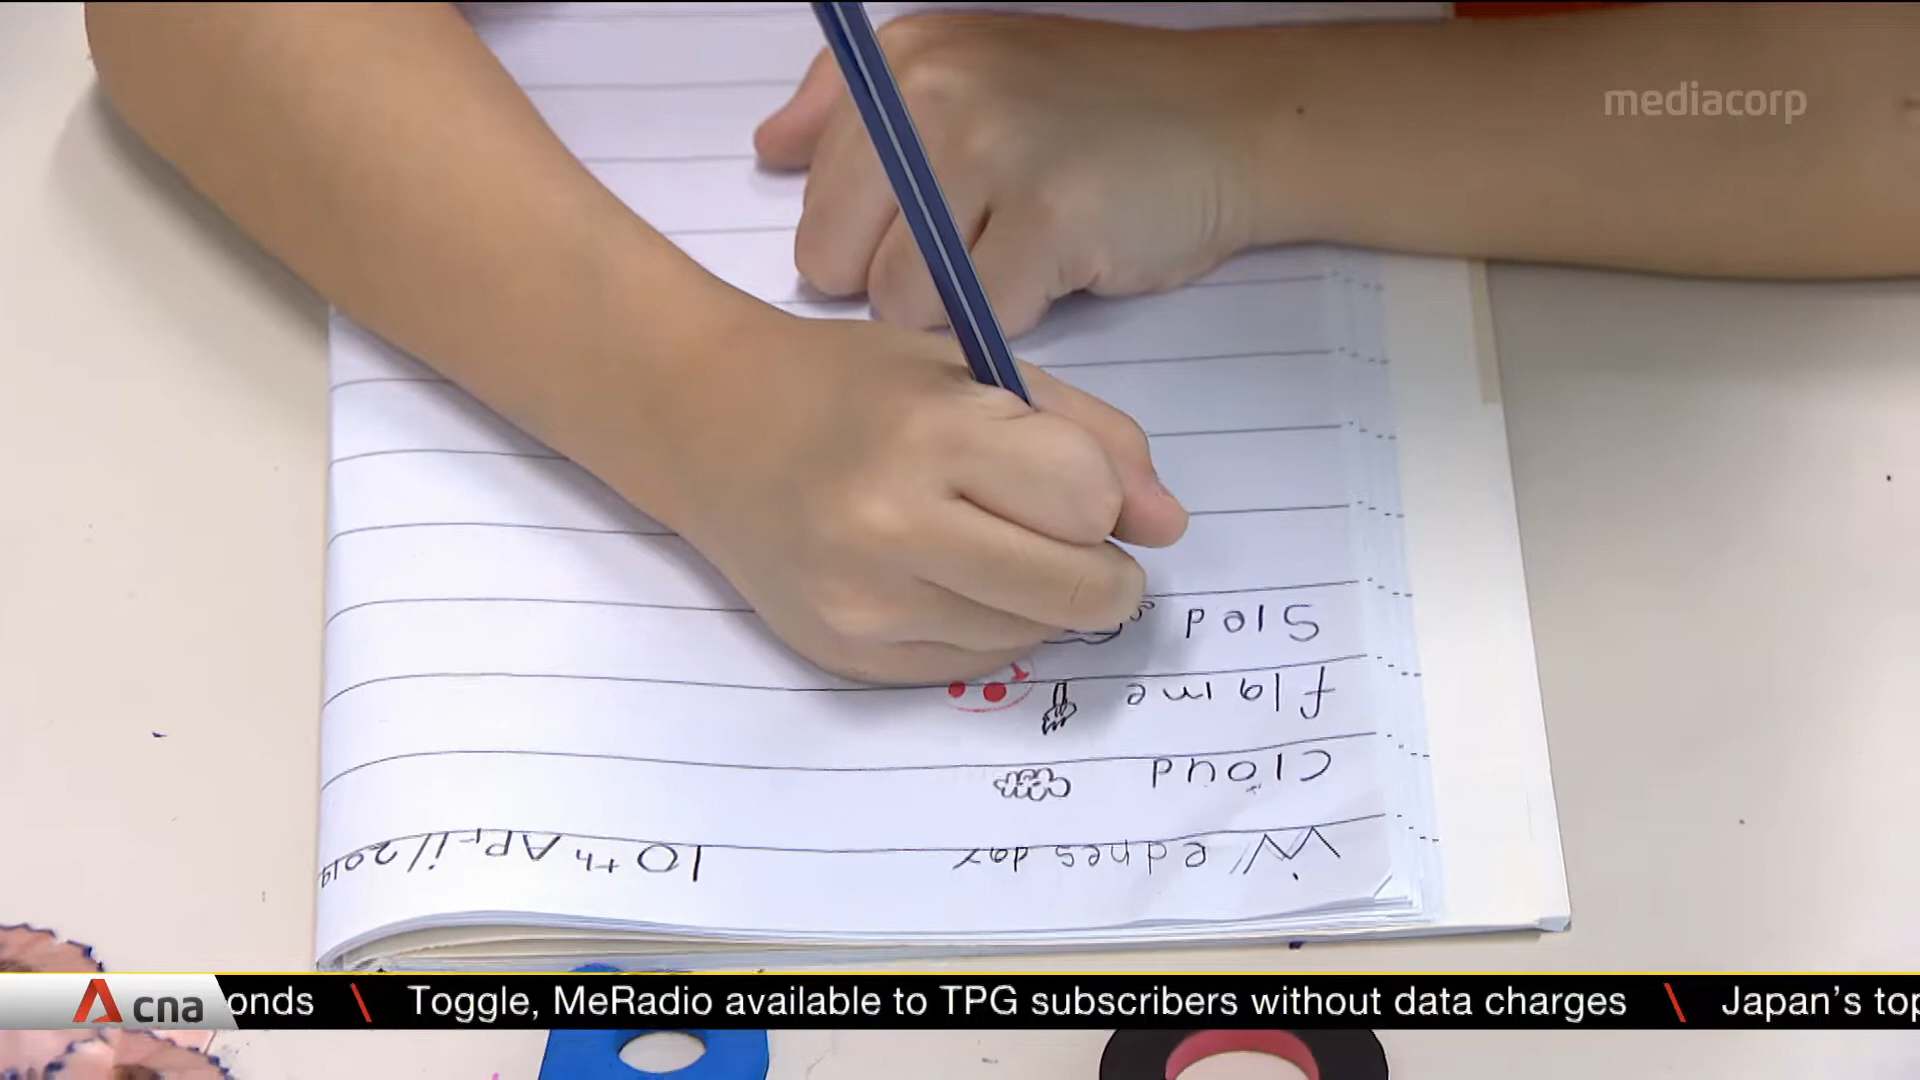 mediacorp
Wednesday 10th April 2019
Cloud
flame
Sled
cna onds \ Toggle, MeRadio available to TPG subscribers without data charges \ Japan's top